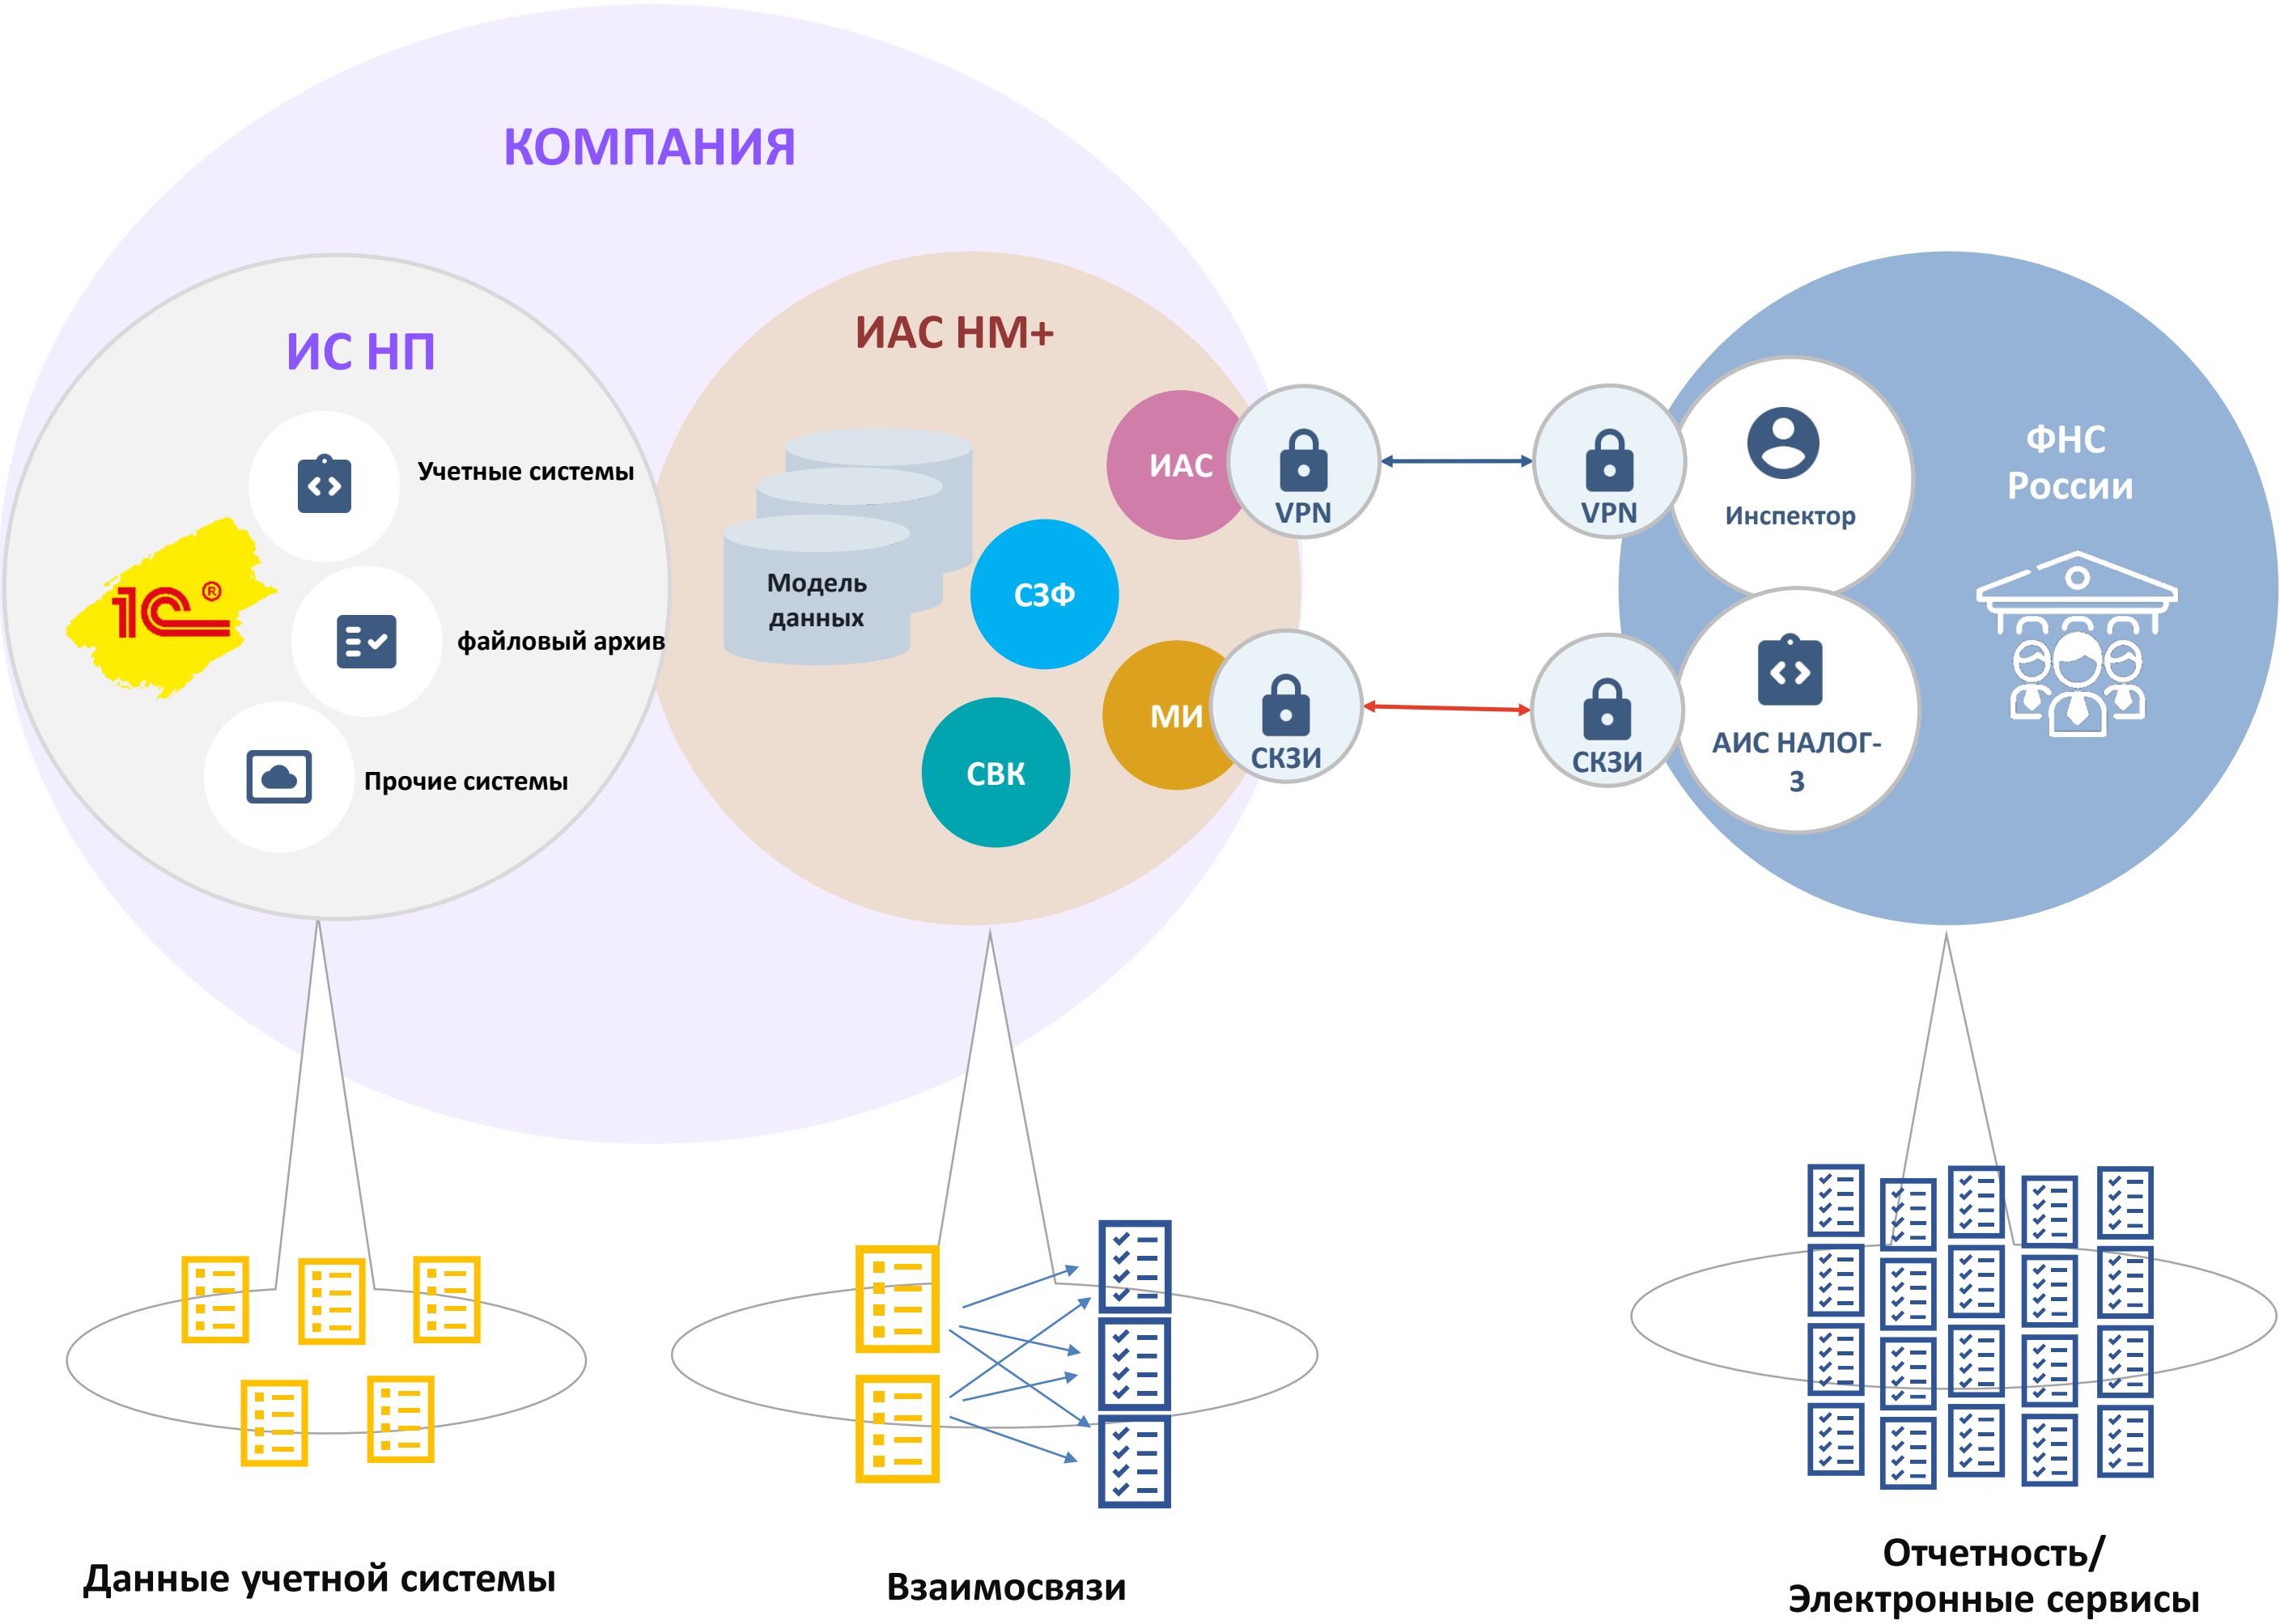 КОМПАНИЯ
ИС НП
Учетные системы
1С®
файловый архив
Прочие системы
ИАС НМ+
Модель
данных
ИАС
СЗФ
МИ
СВК
VPN
СКЗИ
VPN
СКЗИ
Инспектор
АИС НАЛОГ-
3
ФНС
России
Данные учетной системы
Взаимосвязи
Отчетность/
Электронные сервисы